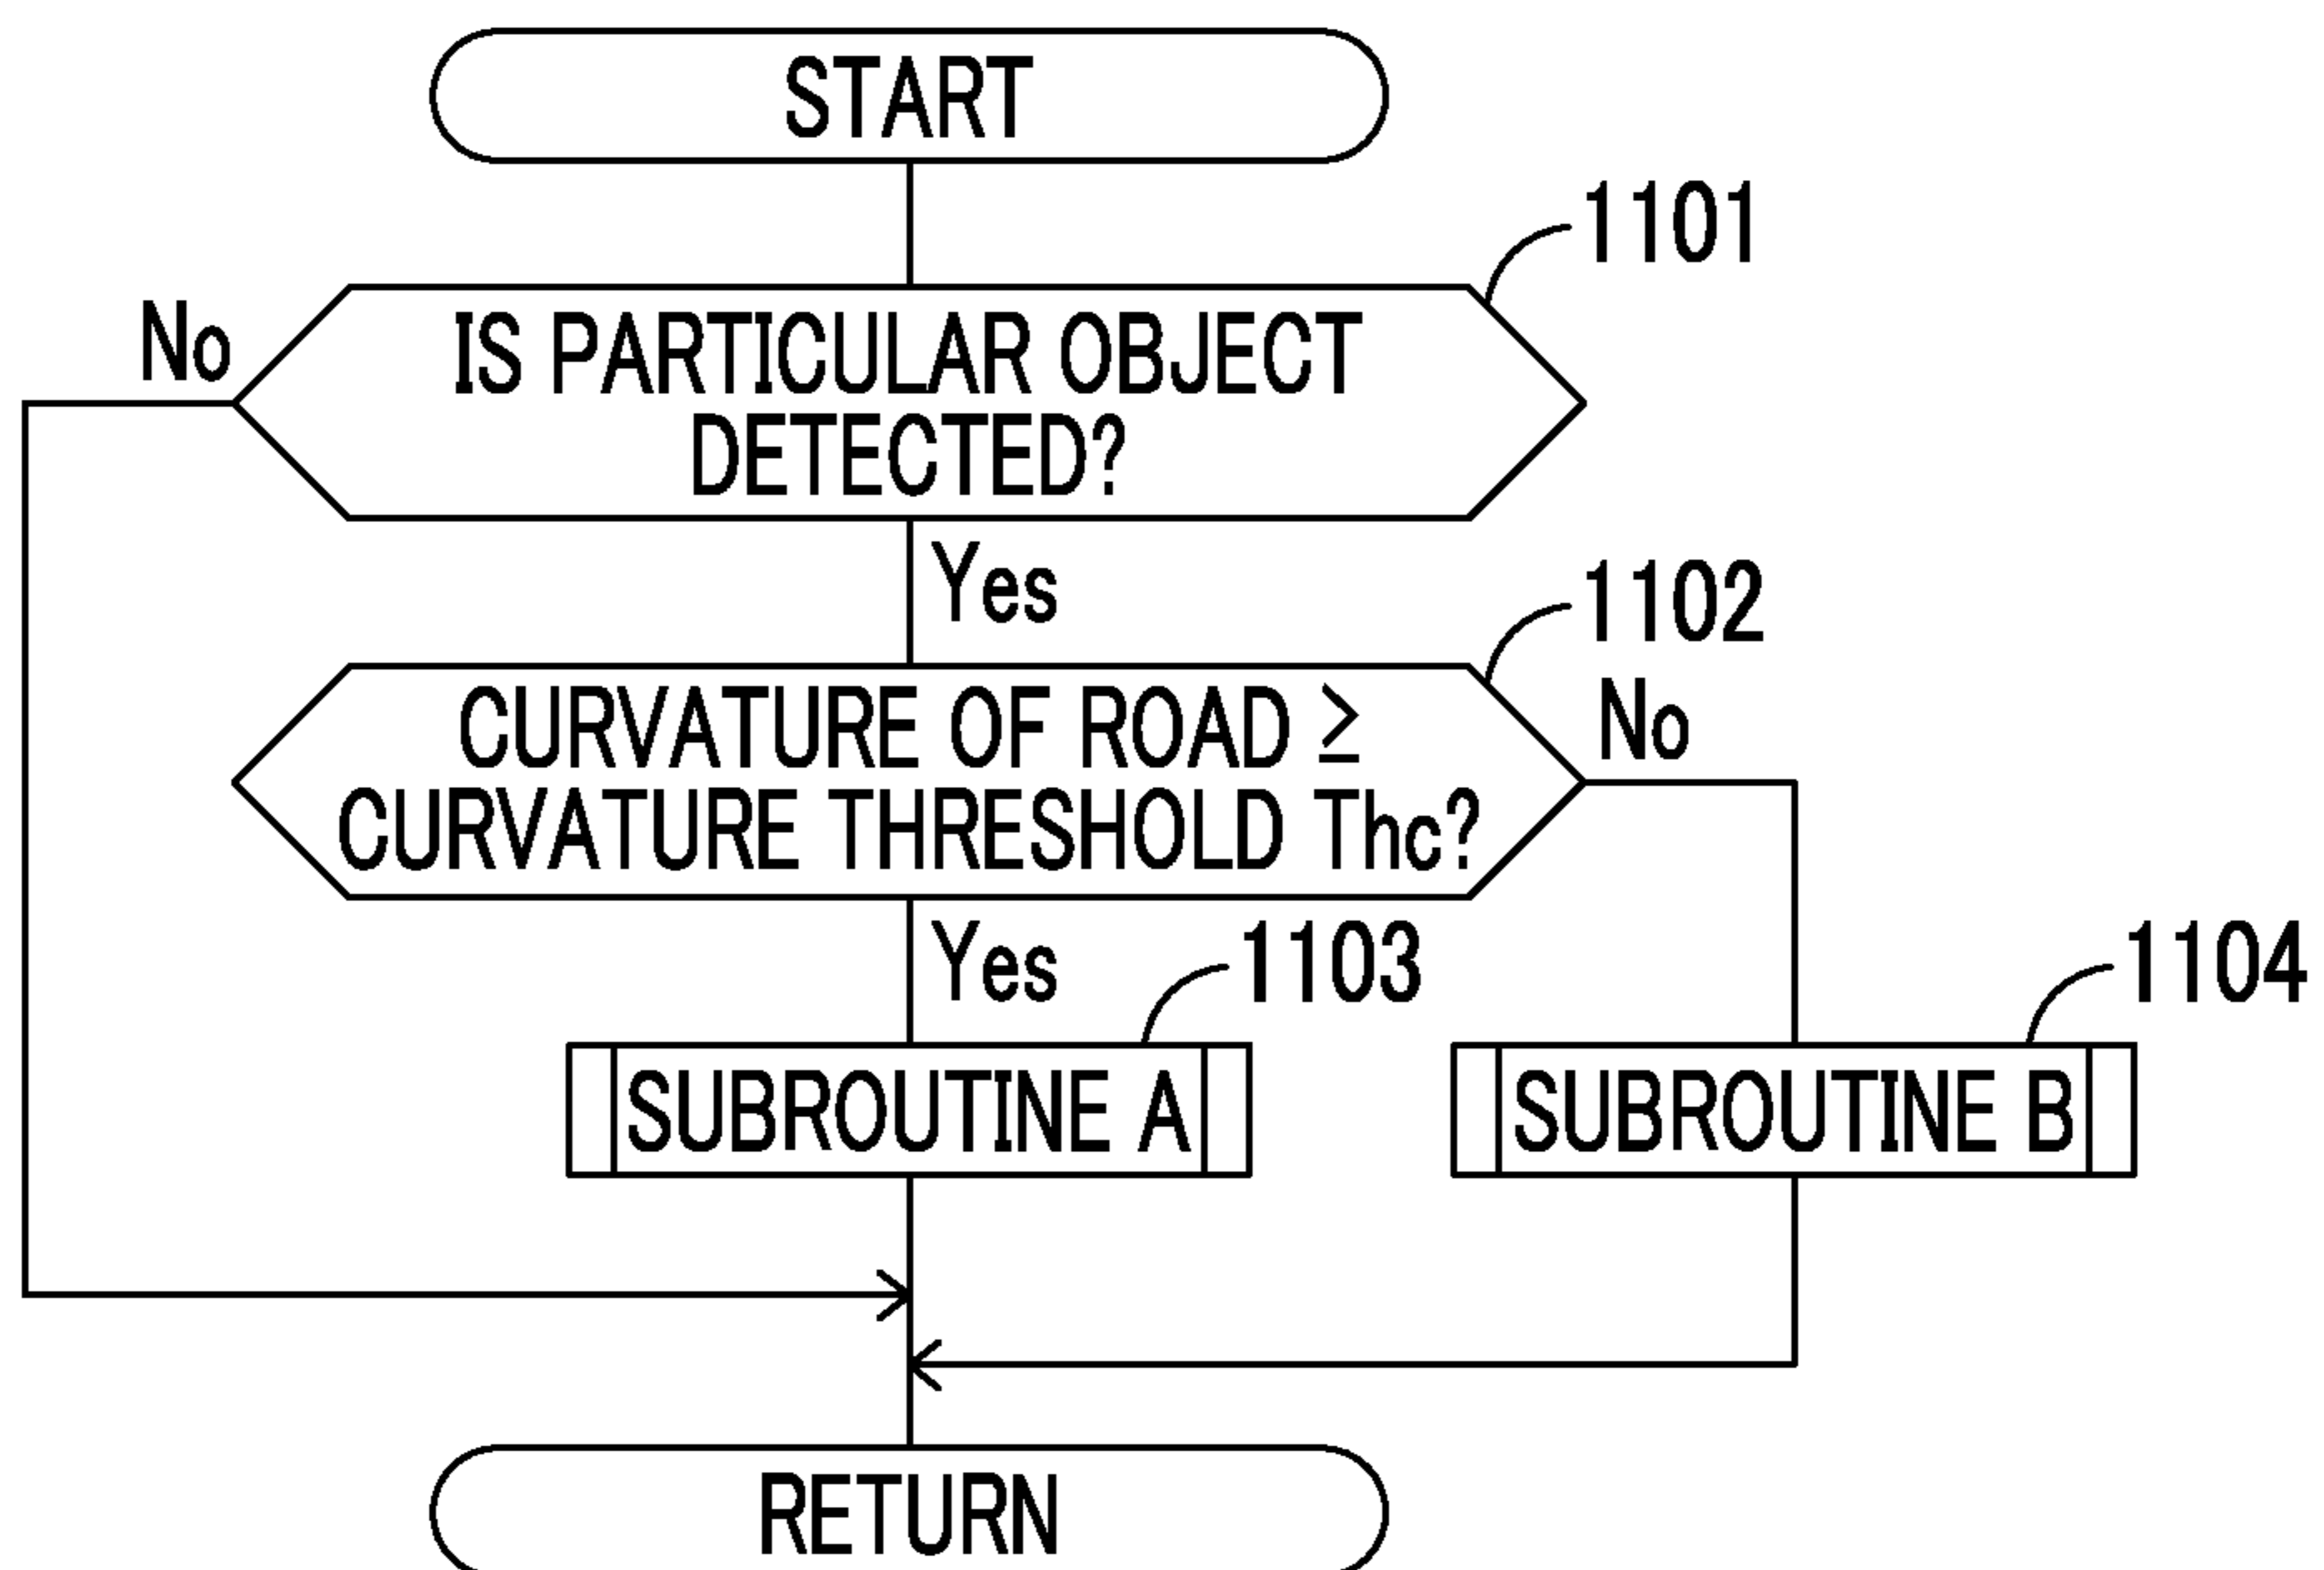 START
1101
No
IS PARTICULAR OBJECT
DETECTED?
Yes
1102
CURVATURE OF ROAD ≥
CURVATURE THRESHOLD Thc?
No
Yes
1103
1104
SUBROUTINE A
SUBROUTINE B
RETURN